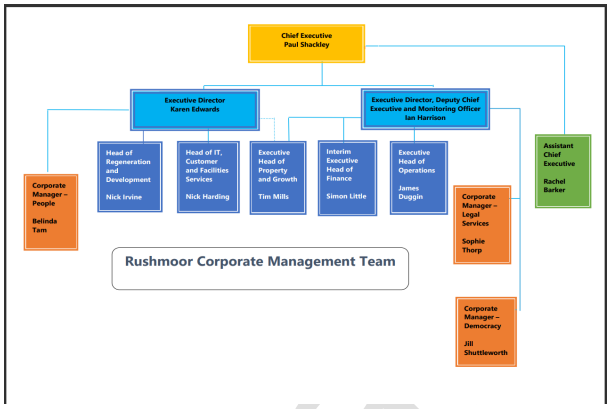 Chief Executive
Paul Shackley
Executive Director
Karen Edwards
Executive Director, Deputy Chief
Executive and Monitoring Officer
Ian Harrison
Head of
Regeneration
and
Development
Nick Irvine
Head of IT,
Customer
and Facilities
Services
Nick Harding
Executive
Head of
Property
and Growth
Tim Mills
Interim
Executive
Head of
Finance
Simon Little
Executive
Head of
Operations
James
Duggin
Assistant
Chief
Executive
Rachel
Barker
Corporate
Manager –
People
Belinda
Tam
Corporate
Manager –
Legal
Services
Sophie
Thorp
Rushmoor Corporate Management Team
Corporate
Manager –
Democracy
Jill
Shuttleworth